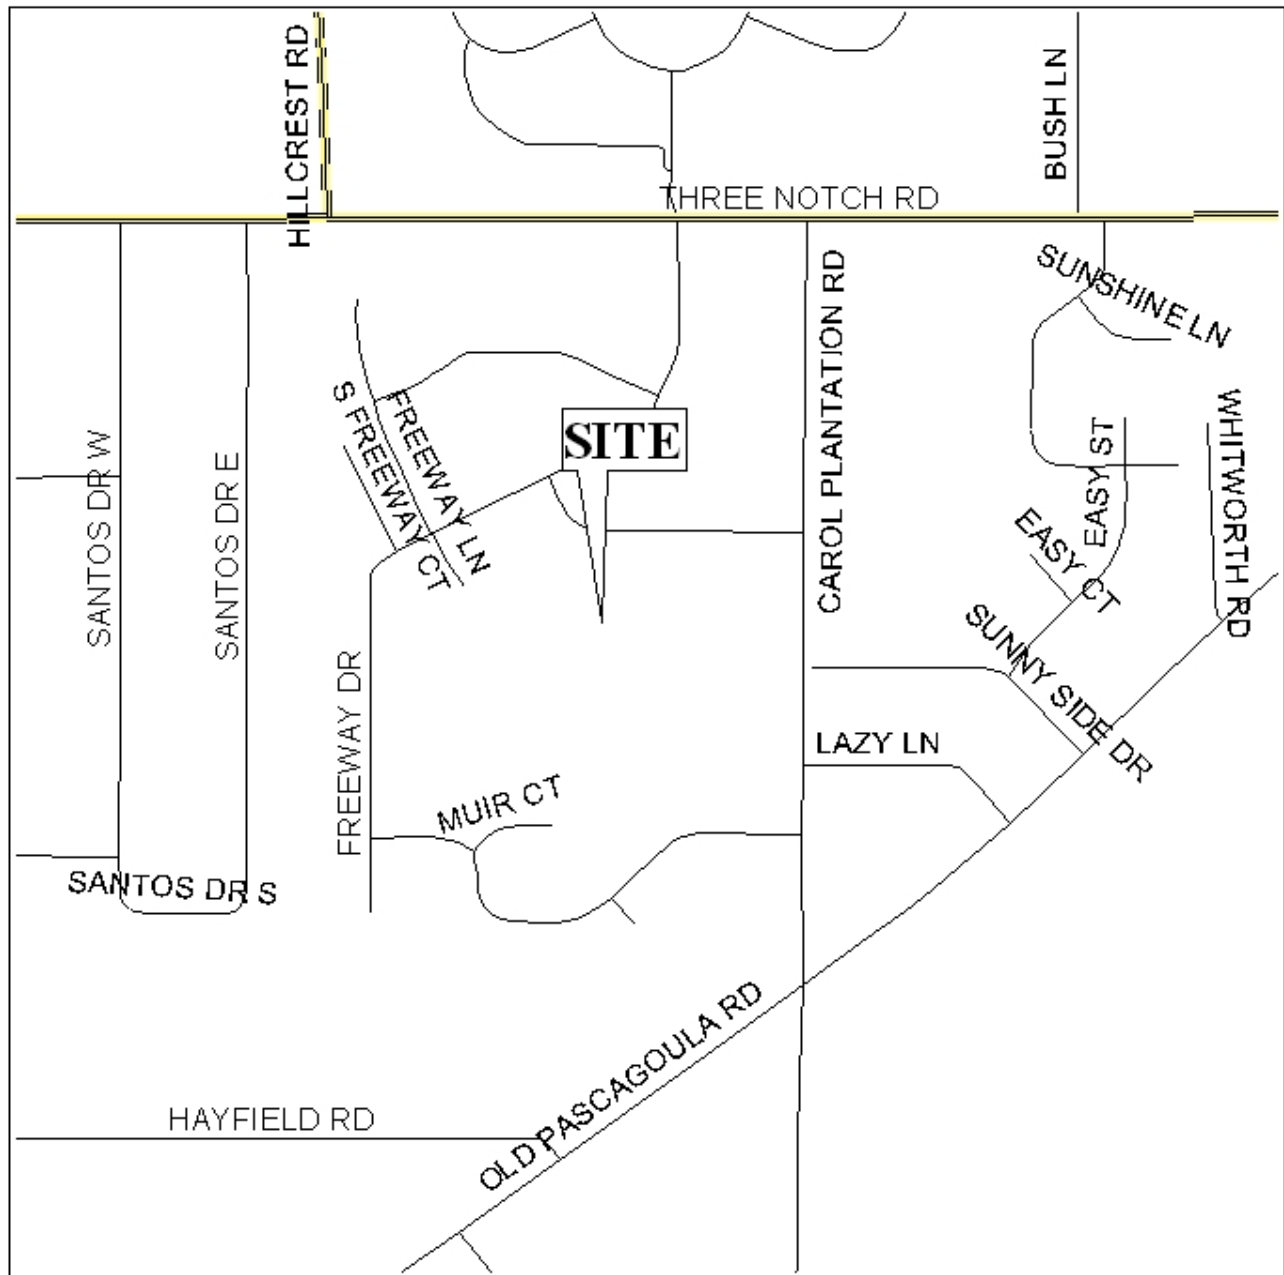 HILLCREST RD
BUSH LN
THREE NOTCH RD
SUNSHINE LN
CAROL PLANTATION RD
S FREEWAY CT
FREEWAY LN
SITE
WHITWORTH RD
EASY ST
SANTOS DR W
SANTOS DR E
EASY CT
SUNNY SIDE DR
FREEWAY DR
LAZY LN
MUIR CT
SANTOS DR S
OLD PASCAGOULA RD
HAYFIELD RD